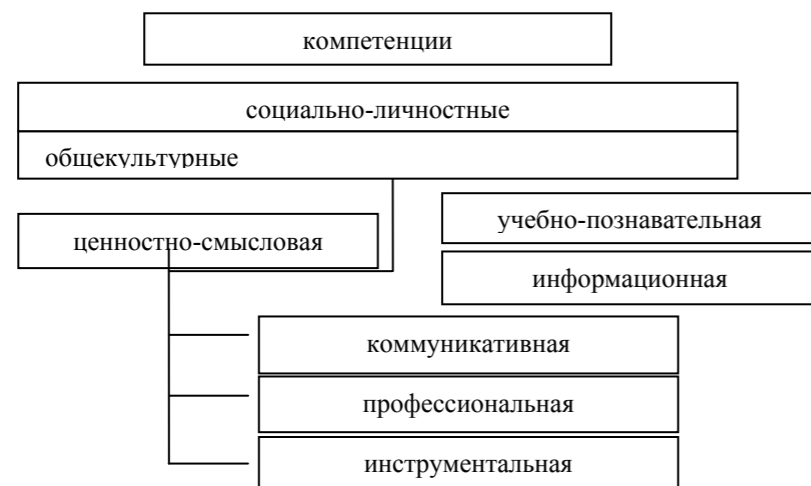 компетенции
социально-личностные
общекультурные
ценностно-смысловая
учебно-познавательная
информационная
коммуникативная
профессиональная
инструментальная